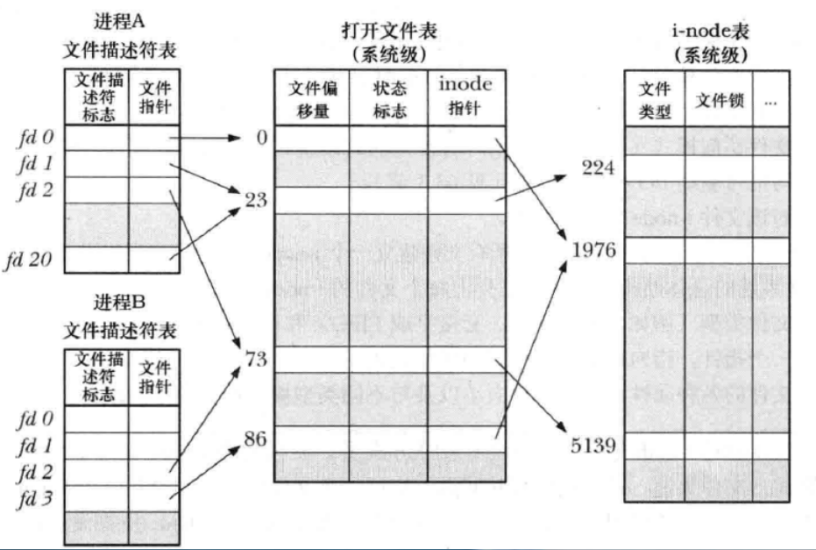 进程A
文件描述符表
文件描
述符
标志
文件
指针
fd 0
fd 1
fd 2
fd 20
进程B
文件描述符表
文件描
述符
标志
文件
指针
fd 0
fd 1
fd 2
fd 3
打开文件表
(系统级)
文件偏
移量
状态
标志
inode
指针
0
23
73
86
i-node表
(系统级)
文件
类型
文件锁
...
224
1976
5139